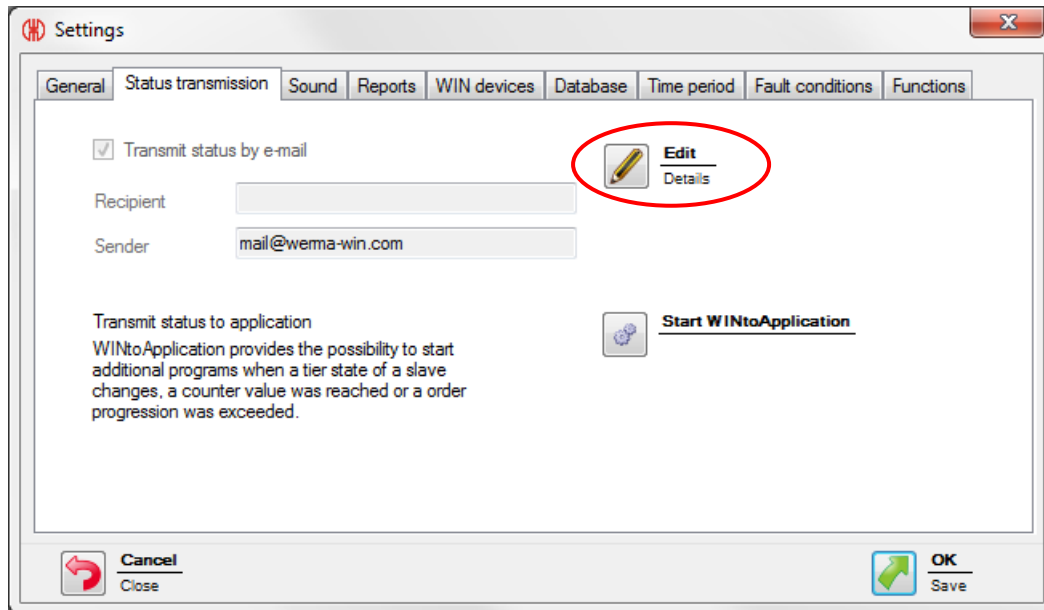 Settings
General Status transmission Sound Reports WIN devices Database Time period Fault conditions Functions
Transmit status by e-mail
Edit
Details
Recipient
Sender mail@werma-win.com
Transmit status to application
Start WINtoApplication
WINtoApplication provides the possibility to start
additional programs when a tier state of a slave
changes, a counter value was reached or a order
progression was exceeded.
Cancel
Close
OK
Save